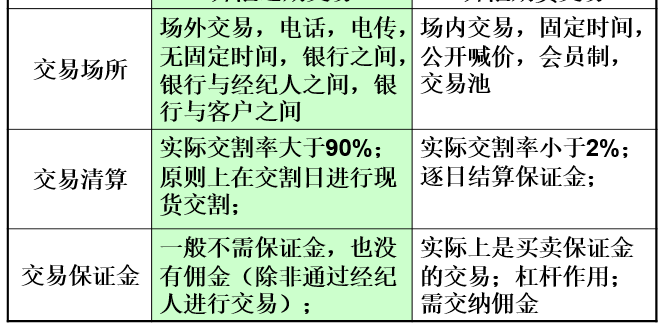 交易场所
场外交易，电话，电传，
无固定时间，银行之间，
银行与经纪人之间，银
行与客户之间
场内交易，固定时间，
公开喊价，会员制，
交易池
交易清算
实际交割率大于90%；
原则上在交割日进行现
货交割；
实际交割率小于2%；
逐日结算保证金；
交易保证金
一般不需保证金，也没
有佣金（除非通过经纪
人进行交易）；
实际上是买卖保证金
的交易；杠杆作用；
需交纳佣金